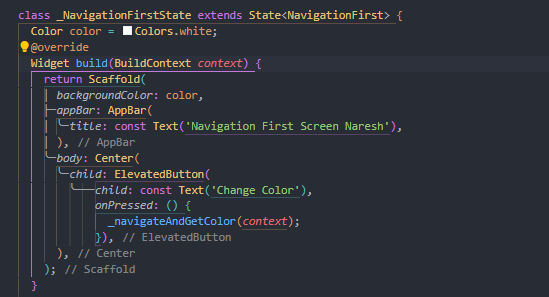 class _NavigationFirstState extends State<NavigationFirst> {
Color color = Colors.white;
@override
Widget build(BuildContext context) {
return Scaffold(
backgroundColor: color,
appBar: AppBar(
title: const Text('Navigation First Screen Naresh'),
), // AppBar
body: Center(
child: ElevatedButton(
child: const Text('Change Color'),
onPressed: () {
_navigateAndGetColor(context);
}), // ElevatedButton
), // Center
); // Scaffold
}